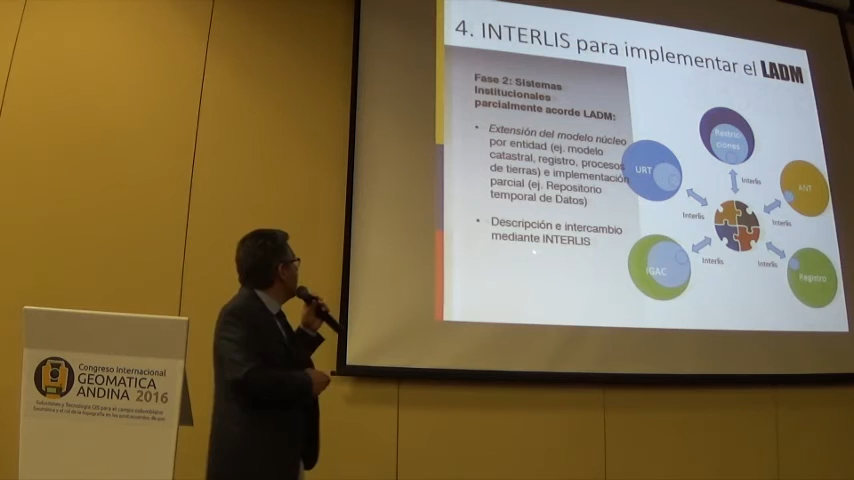 4. INTERLIS para implementar el LADM
Fase 2: Sistemas
Institucionales
parcialmente acorde LADM:
• Extensión del modelo núcleo
por entidad (ej. modelo
catastral, registro, procesos
de tierras) e implementación
parcial (ej. Repositorio
temporal de Datos)
• Descripción e intercambio
mediante INTERLIS
Restric-
ciones
URT
ANT
IGAC
Registro
Interlis
Interlis
Interlis
Interlis
Interlis
Congreso Internacional
GEOMATICA
ANDINA 2016